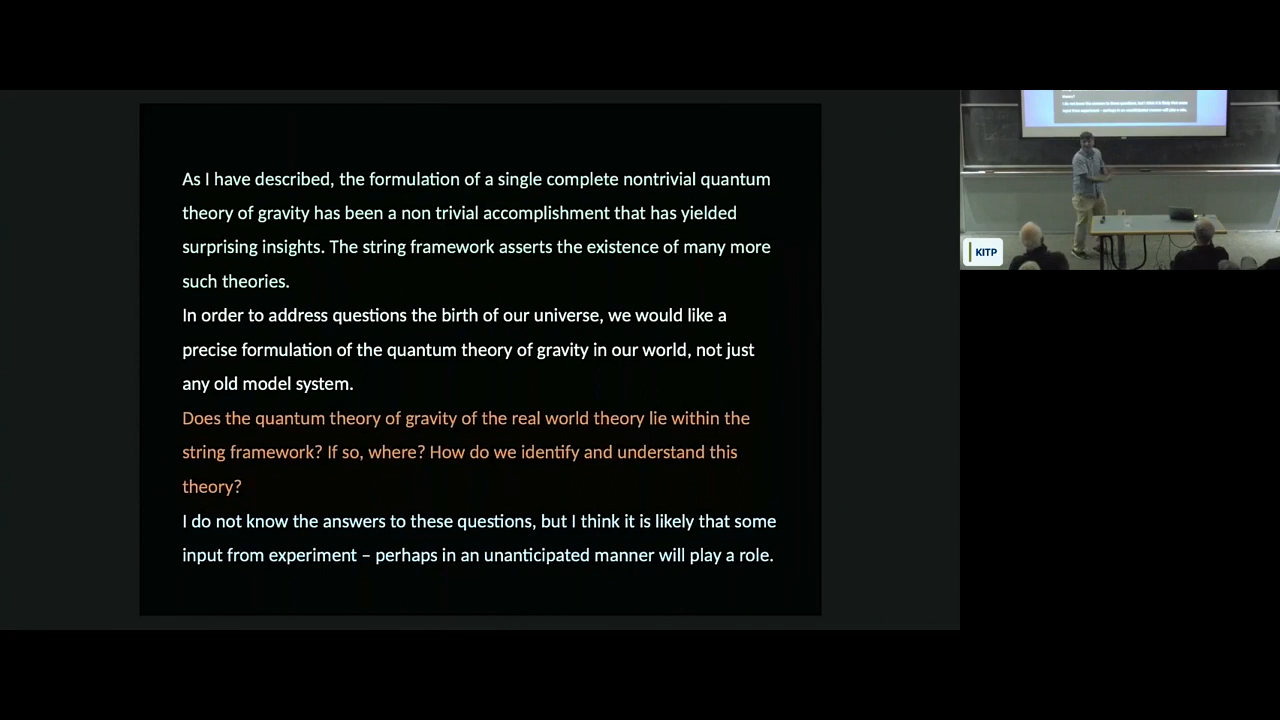 As I have described, the formulation of a single complete nontrivial quantum
theory of gravity has been a non trivial accomplishment that has yielded
surprising insights. The string framework asserts the existence of many more
such theories.
In order to address questions the birth of our universe, we would like a
precise formulation of the quantum theory of gravity in our world, not just
any old model system.
Does the quantum theory of gravity of the real world theory lie within the
string framework? If so, where? How do we identify and understand this
theory?
I do not know the answers to these questions, but I think it is likely that some
input from experiment – perhaps in an unanticipated manner will play a role.
KITP